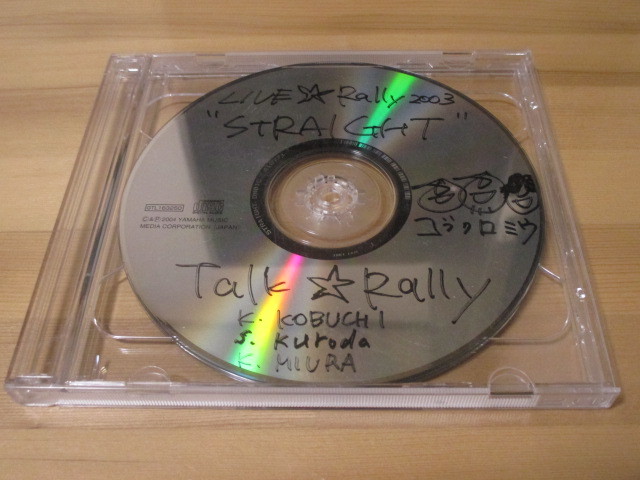 LIVE☆Rally 2003
"STRAIGHT"
C&P2004 YAMAHA MUSIC
MEDIA CORPORATION JAPAN
コブクロミウ
Talk☆Rally
K. KOBUCHI
S. Kuroda
K. MIURA